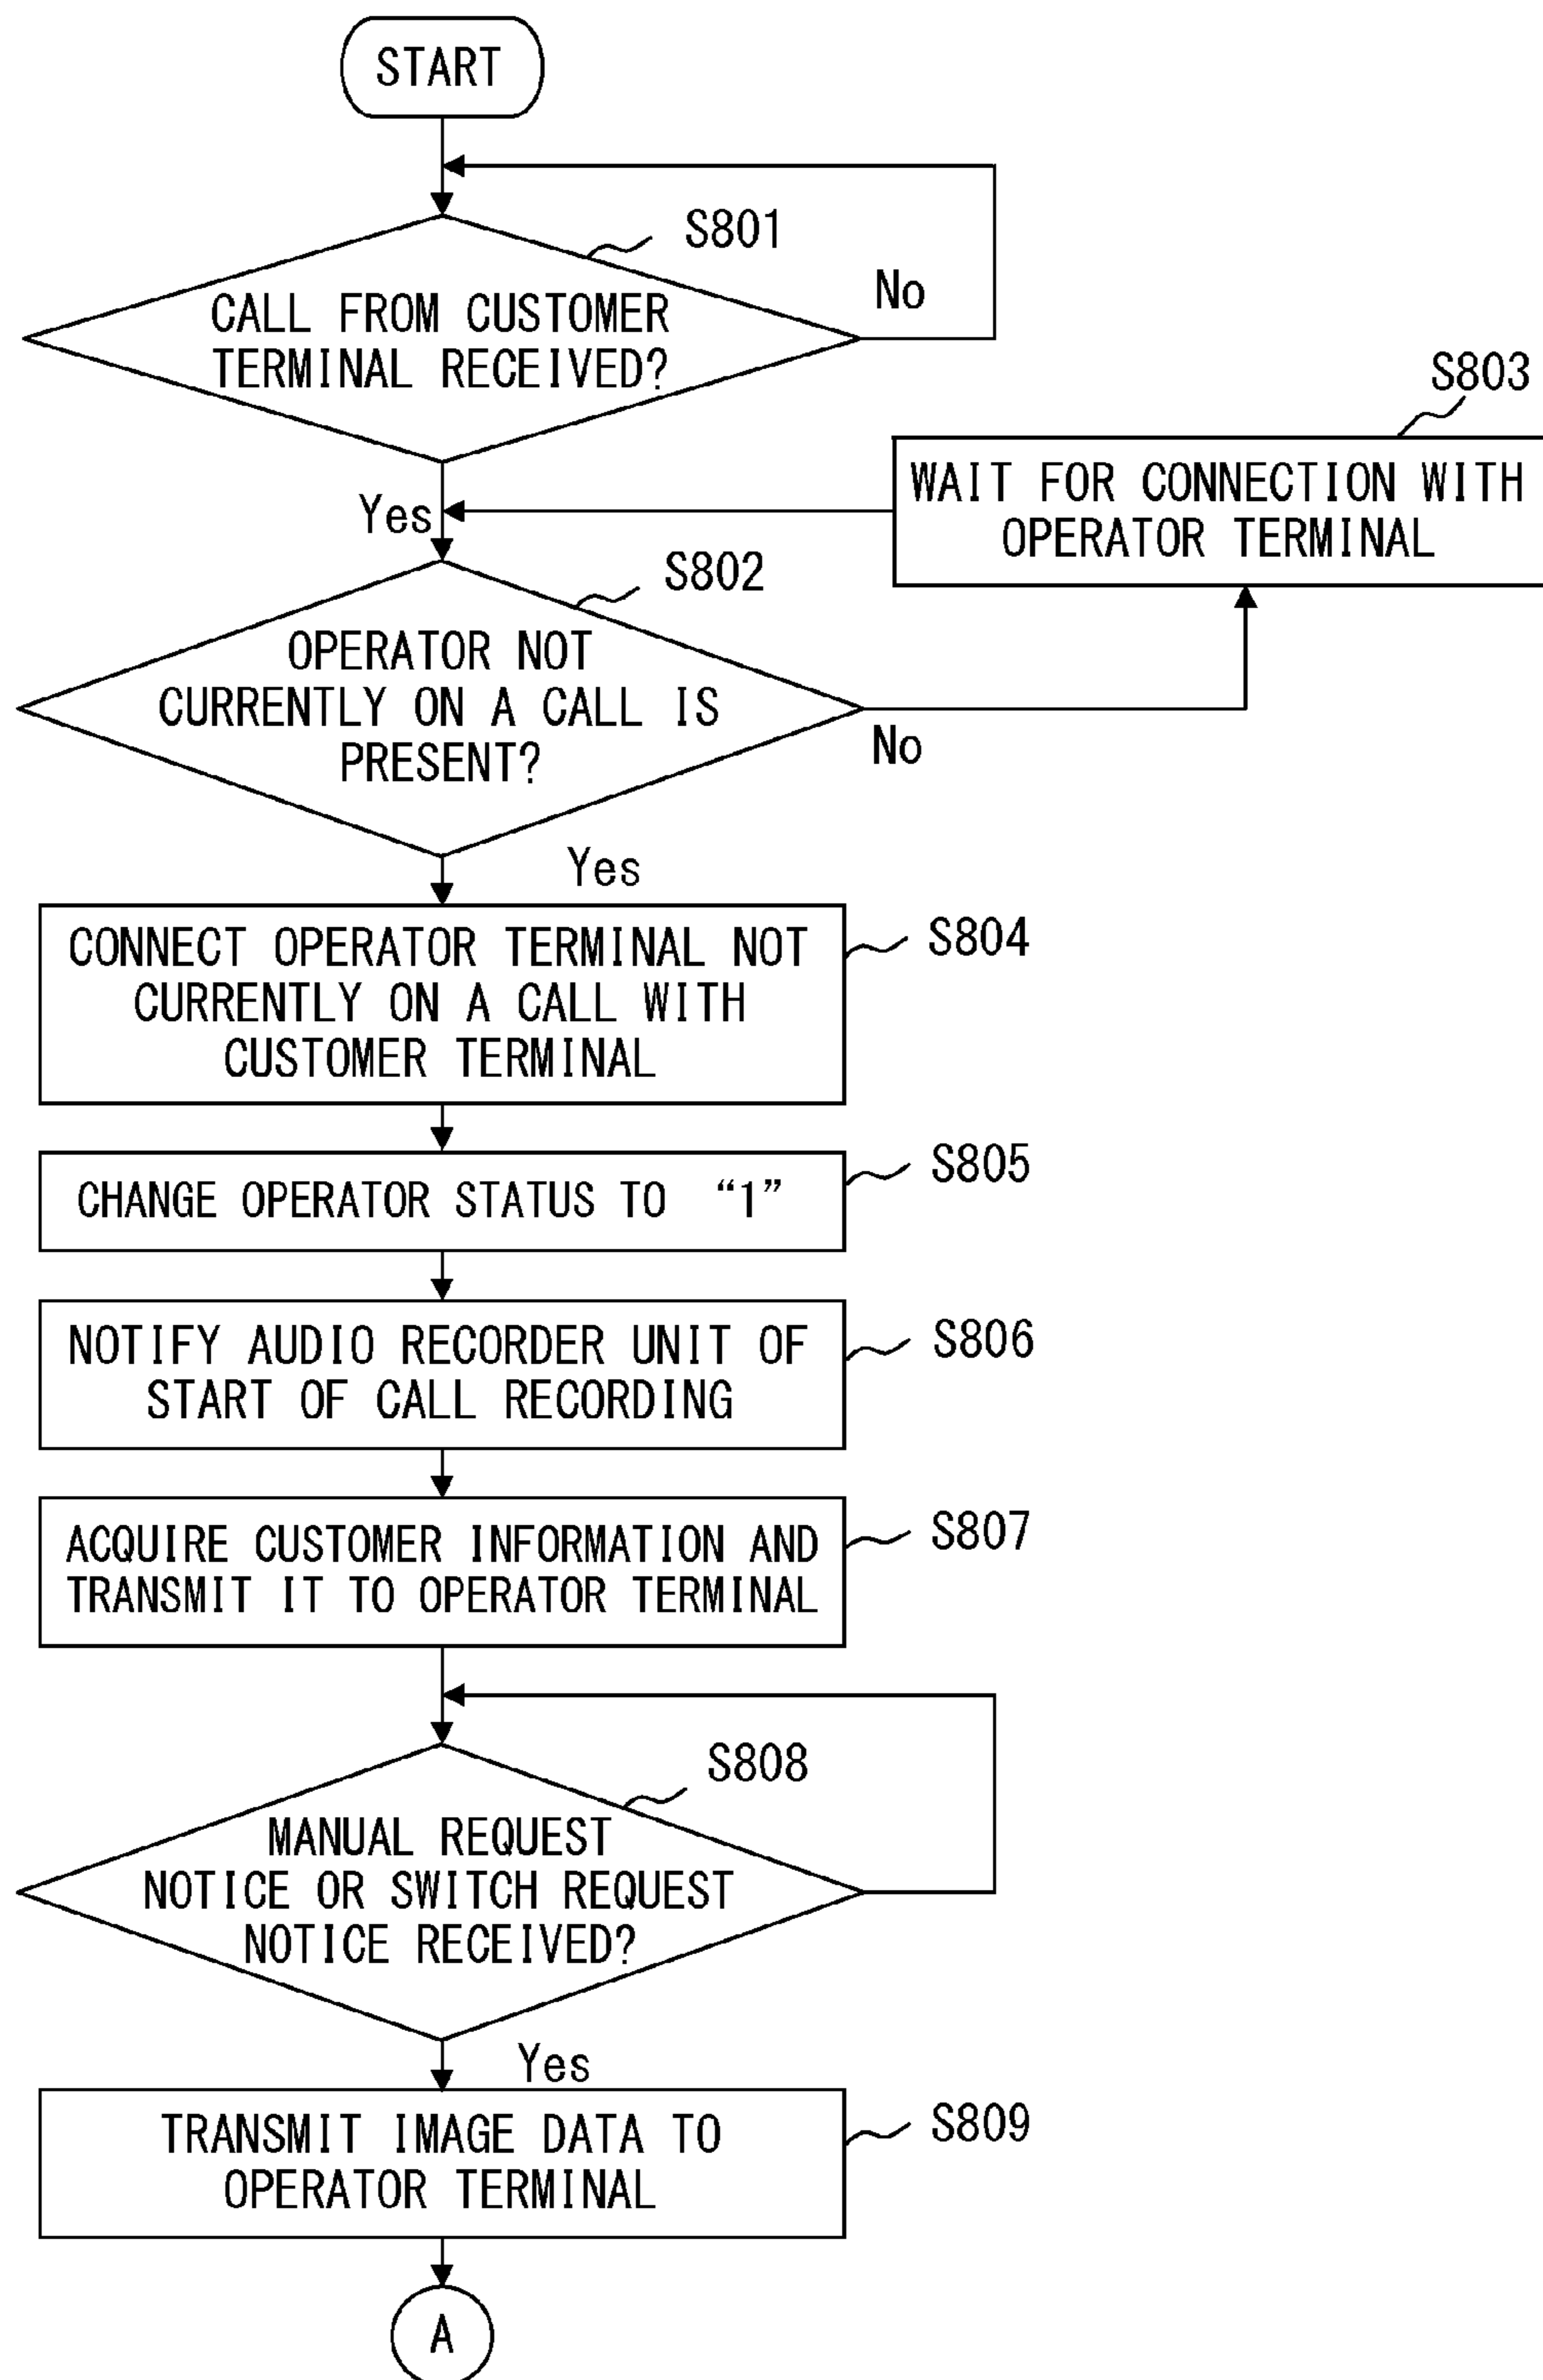 START
S801
CALL FROM CUSTOMER
TERMINAL RECEIVED?
No
Yes
S803
WAIT FOR CONNECTION WITH
OPERATOR TERMINAL
S802
OPERATOR NOT
CURRENTLY ON A CALL IS
PRESENT?
No
Yes
S804
CONNECT OPERATOR TERMINAL NOT
CURRENTLY ON A CALL WITH
CUSTOMER TERMINAL
S805
CHANGE OPERATOR STATUS TO “1”
S806
NOTIFY AUDIO RECORDER UNIT OF
START OF CALL RECORDING
S807
ACQUIRE CUSTOMER INFORMATION AND
TRANSMIT IT TO OPERATOR TERMINAL
S808
MANUAL REQUEST
NOTICE OR SWITCH REQUEST
NOTICE RECEIVED?
Yes
S809
TRANSMIT IMAGE DATA TO
OPERATOR TERMINAL
A